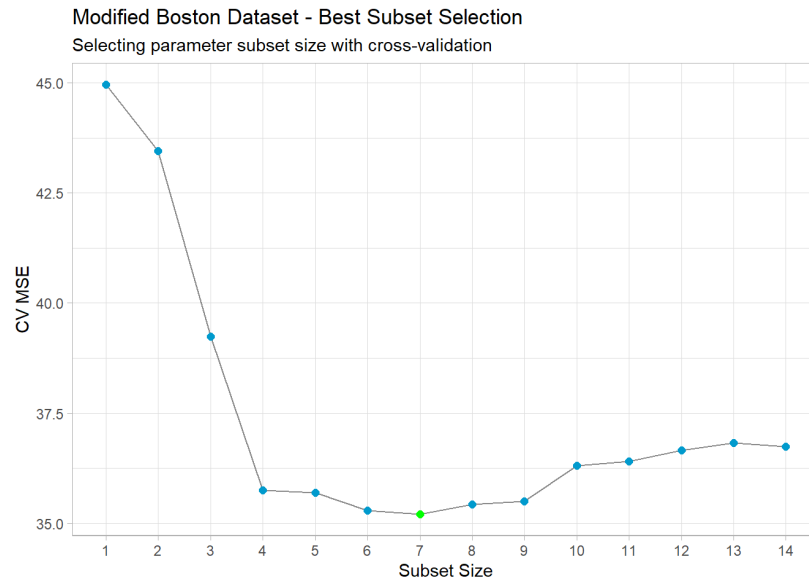 Modified Boston Dataset - Best Subset Selection
Selecting parameter subset size with cross-validation
CV MSE
45.0
42.5
40.0
37.5
35.0
1 2 3 4 5 6 7 8 9 10 11 12 13 14
Subset Size